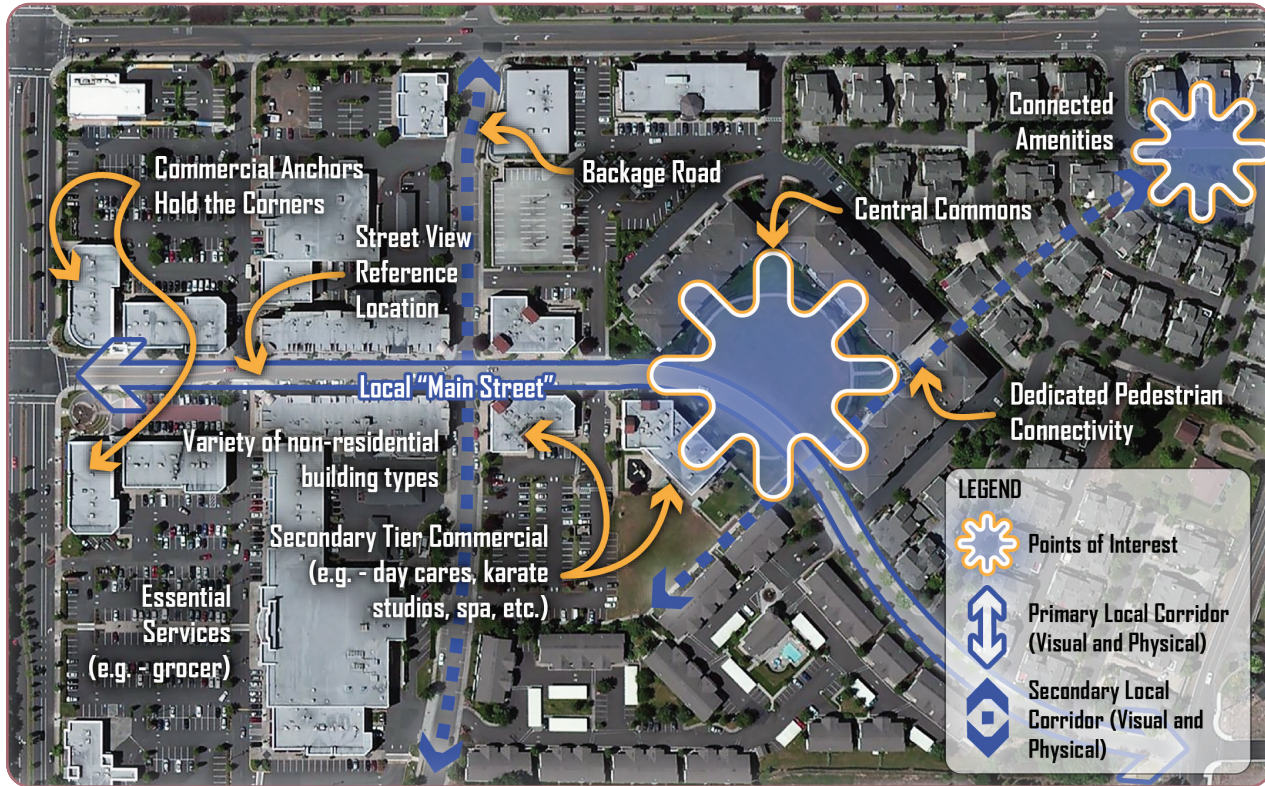 Connected
Amenities
Commercial Anchors
Hold the Corners
Backage Road
Central Commons
Street View
Reference
Location
Local "Main Street"
Dedicated Pedestrian
Connectivity
Variety of non-residential
building types
Secondary Tier Commercial
(e.g. - day cares, karate
studios, spa, etc.)
Essential
Services
(e.g. - grocer)
LEGEND
Points of Interest
Primary Local Corridor
(Visual and Physical)
Secondary Local
Corridor (Visual and
Physical)